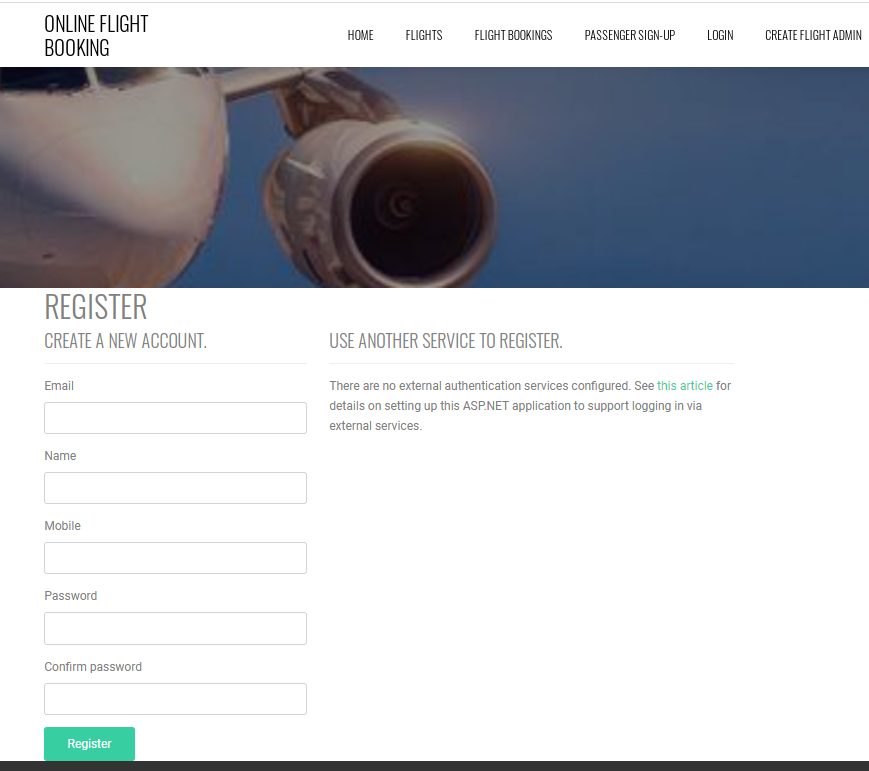 ONLINE FLIGHT
BOOKING
HOME FLIGHTS FLIGHT BOOKINGS PASSENGER SIGN-UP LOGIN CREATE FLIGHT ADMIN
REGISTER
CREATE A NEW ACCOUNT.
Email
Name
Mobile
Password
Confirm password
Register
USE ANOTHER SERVICE TO REGISTER.
There are no external authentication services configured. See this article for
details on setting up this ASP.NET application to support logging in via
external services.